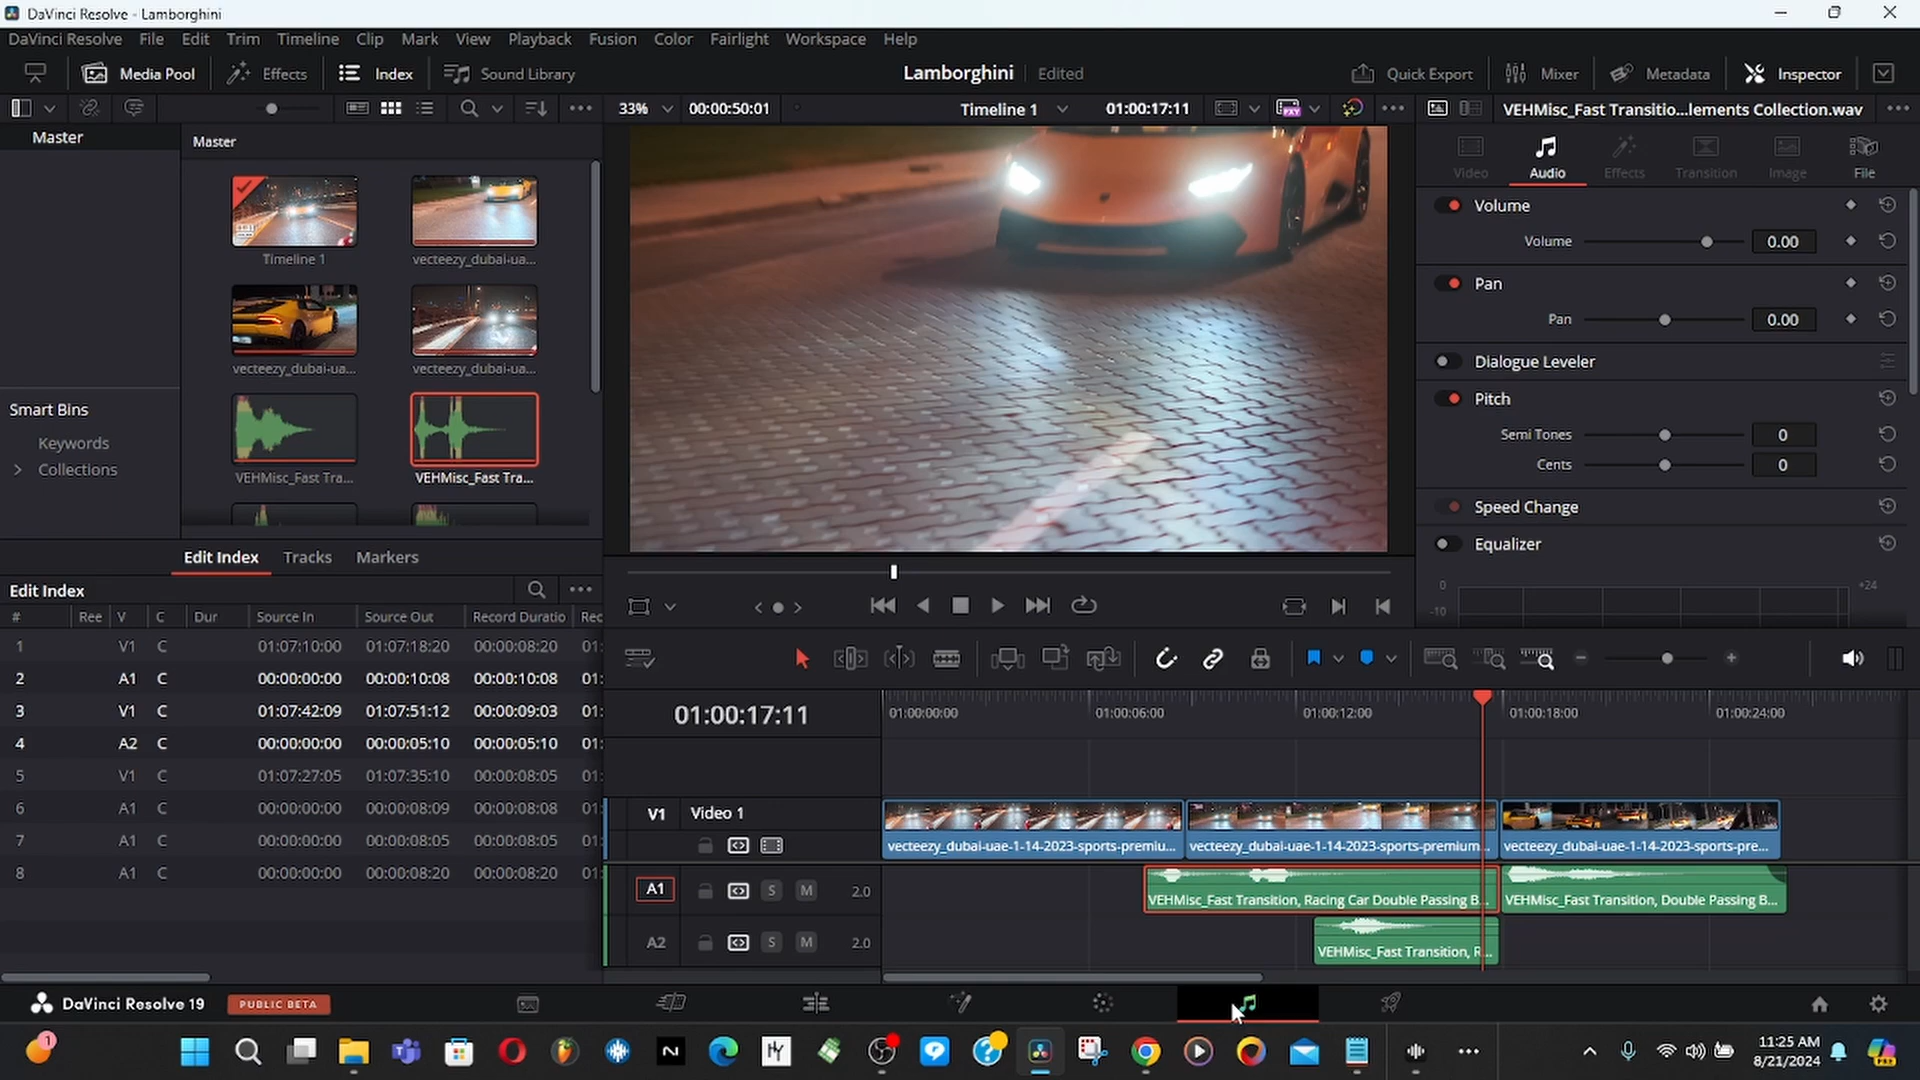 DaVinci Resolve - Lamborghini
DaVinci Resolve File Edit Trim Timeline Clip Mark View Playback Fusion Color Fairlight Workspace Help
Media Pool Effects Index Sound Library Lamborghini Edited Quick Export Mixer Metadata Inspector
33% 00:00:50:01 Timeline 1 01:00:17:11 VEHMisc_Fast Transitio...lements Collection.wav
Master
Master
Timeline 1
vecteezy_dubai-ua...
vecteezy_dubai-ua...
vecteezy_dubai-ua...
VEHMisc_Fast Tra...
VEHMisc_Fast Tra...
Smart Bins
Keywords
Collections
Video Audio Effects Transition Image File
Volume
Volume 0.00
Pan
Pan 0.00
Dialogue Leveler
Pitch
Semi Tones 0
Cents 0
Speed Change
Equalizer
0 +24
-10
Edit Index Tracks Markers
Edit Index
# Ree V C Dur Source In Source Out Record Duratio Rec
1 V1 C 01:07:10:00 01:07:18:20 00:00:08:20 01:
2 A1 C 00:00:00:00 00:00:10:08 00:00:10:08 01:
3 V1 C 01:07:42:09 01:07:51:12 00:00:09:03 01:
4 A2 C 00:00:00:00 00:00:05:10 00:00:05:10 01:
5 V1 C 01:07:27:05 01:07:35:10 00:00:08:05 01:
6 A1 C 00:00:00:00 00:00:08:09 00:00:08:08 01:
7 A1 C 00:00:00:00 00:00:08:05 00:00:08:05 01:
8 A1 C 00:00:00:00 00:00:08:20 00:00:08:20 01:
01:00:17:11
01:00:00:00 01:00:06:00 01:00:12:00 01:00:18:00 01:00:24:00
V1 Video 1
vecteezy_dubai-uae-1-14-2023-sports-premiu... vecteezy_dubai-uae-1-14-2023-sports-premium... vecteezy_dubai-uae-1-14-2023-sports-pre...
A1 S M 2.0
VEHMisc_Fast Transition, Racing Car Double Passing B... VEHMisc_Fast Transition, Double Passing B...
A2 S M 2.0
VEHMisc_Fast Transition, R...
DaVinci Resolve 19 PUBLIC BETA
11:25 AM
8/21/2024